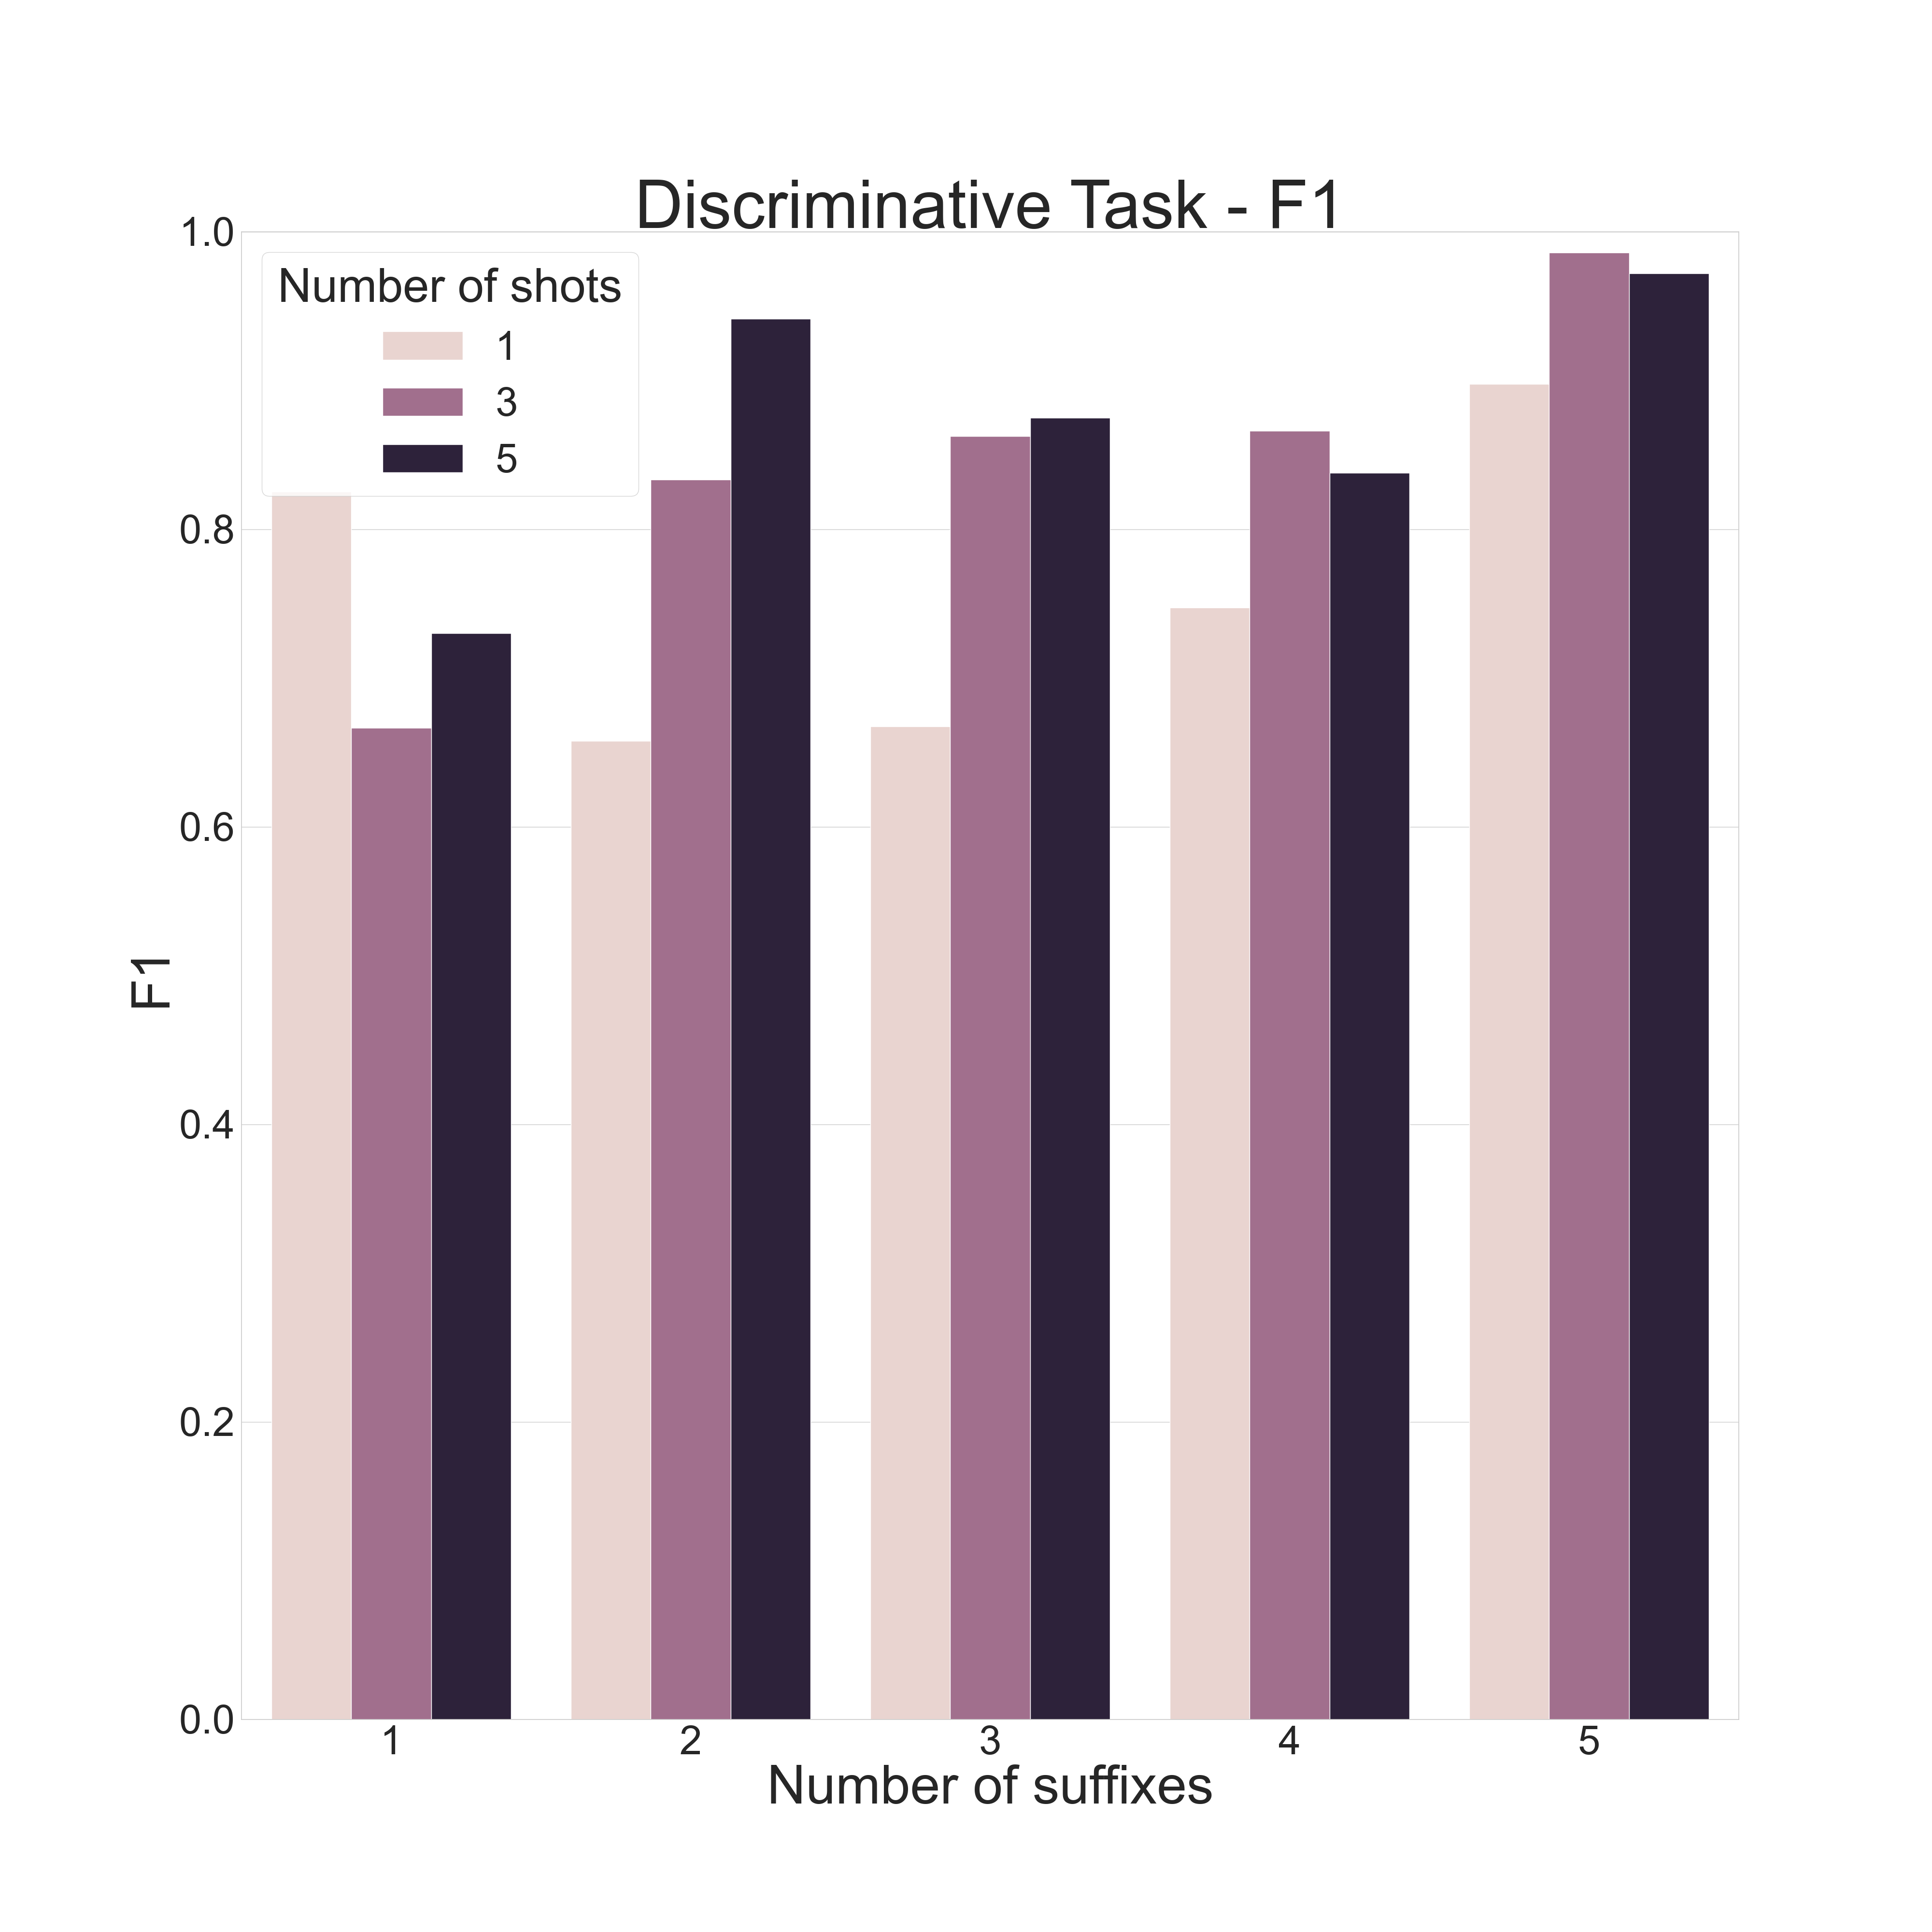 Discriminative Task - F1
Number of shots
1
3
5
1.0
0.8
0.6
0.4
0.2
0.0
F1
1 2 3 4 5
Number of suffixes